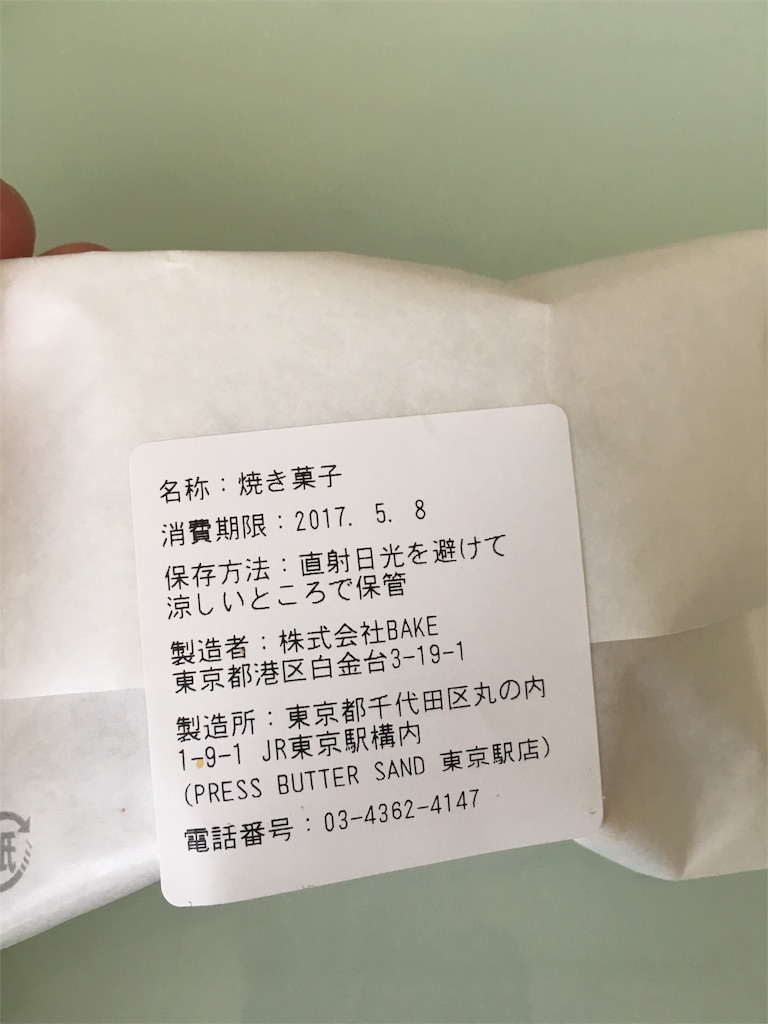 名称：焼き菓子
消費期限：2017. 5. 8
保存方法：直射日光を避けて
涼しいところで保管
製造者：株式会社BAKE
東京都港区白金台3-19-1
製造所：東京都千代田区丸の内
1-9-1 JR東京駅構内
(PRESS BUTTER SAND 東京駅店)
電話番号：03-4362-4147
紙